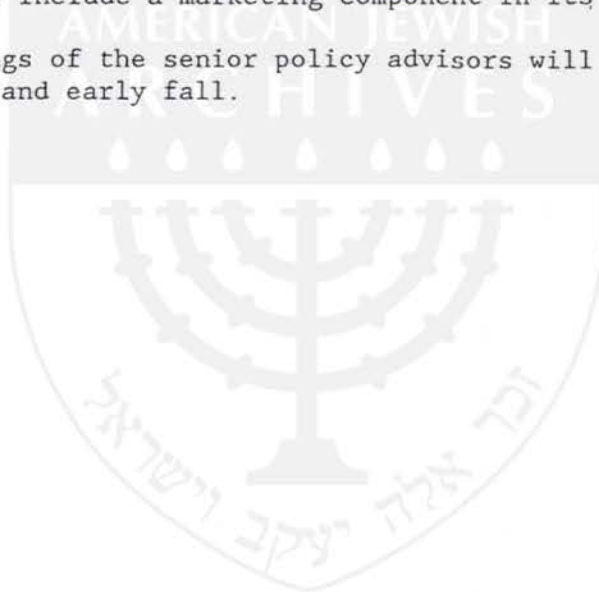 include a marketing component in its
AMERICAN JEWISH
gs of the senior policy advisors will
and early fall.
ARCHIVES
זכר אלה יעקב וישראל